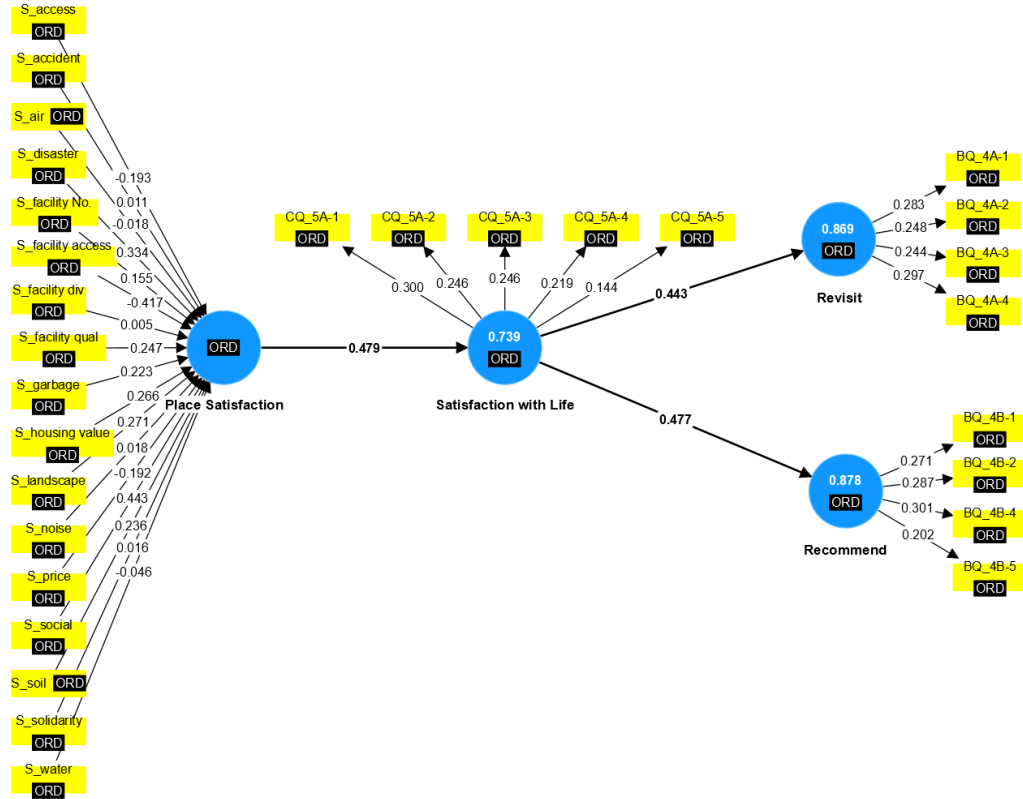 S_access
ORD
S_accident
ORD
S_air ORD
S_disaster
ORD
S_facility No.
ORD
S_facility access
ORD
S_facility div
ORD
S_facility qual
ORD
S_garbage
ORD
S_housing value
ORD
S_landscape
ORD
S_noise
ORD
S_price
ORD
S_social
ORD
S_soil ORD
S_solidarity
ORD
S_water
ORD
-0.193
0.011
-0.018
0.334
0.155
-0.417
0.005
0.247
0.223
0.266
0.271
0.018
-0.192
0.443
0.236
0.016
-0.046
ORD
Place Satisfaction
0.479
CQ_5A-1
ORD
CQ_5A-2
ORD
CQ_5A-3
ORD
CQ_5A-4
ORD
CQ_5A-5
ORD
0.300
0.246
0.246
0.219
0.144
0.739
ORD
Satisfaction with Life
0.443
0.477
0.869
ORD
Revisit
0.283
0.248
0.244
0.297
BQ_4A-1
ORD
BQ_4A-2
ORD
BQ_4A-3
ORD
BQ_4A-4
ORD
0.878
ORD
Recommend
0.271
0.287
0.301
0.202
BQ_4B-1
ORD
BQ_4B-2
ORD
BQ_4B-4
ORD
BQ_4B-5
ORD